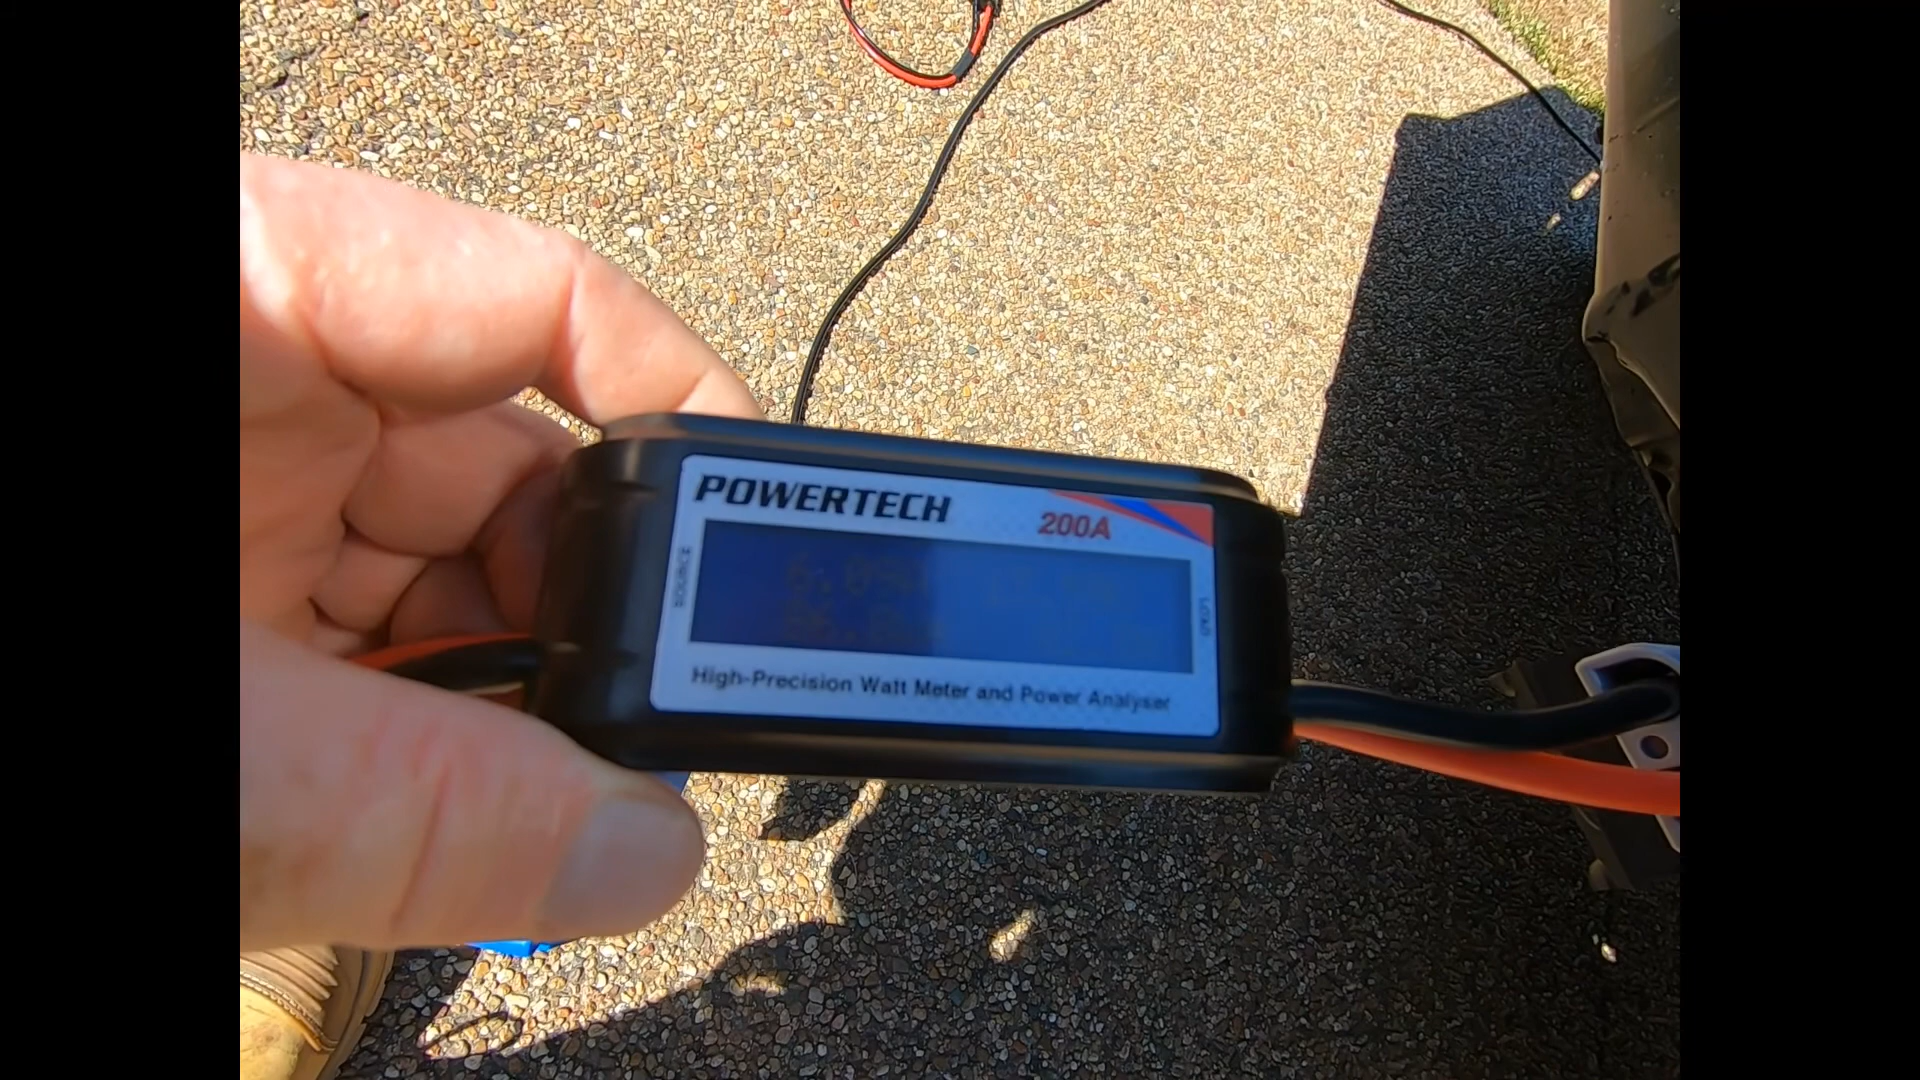 POWERTECH
200A
SOURCE
LOAD
High-Precision Watt Meter and Power Analyser